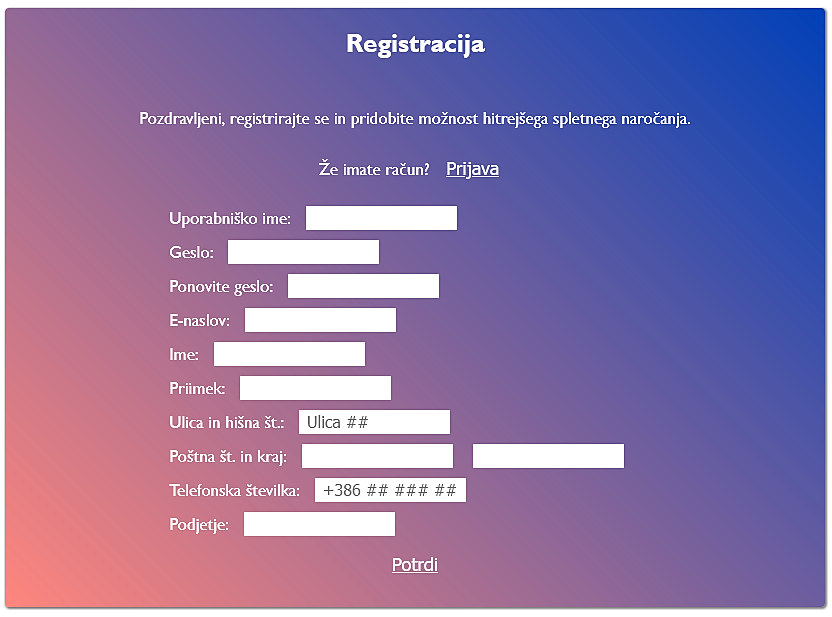 Registracija
Pozdravljeni, registrirajte se in pridobite možnost hitrejšega spletnega naročanja.
Že imate račun? Prijava
Uporabniško ime:
Geslo:
Ponovite geslo:
E-naslov:
Ime:
Priimek:
Ulica in hišna št.: Ulica ##
Poštna št. in kraj:
Telefonska številka: +386 ## ### ##
Podjetje:
Potrdi